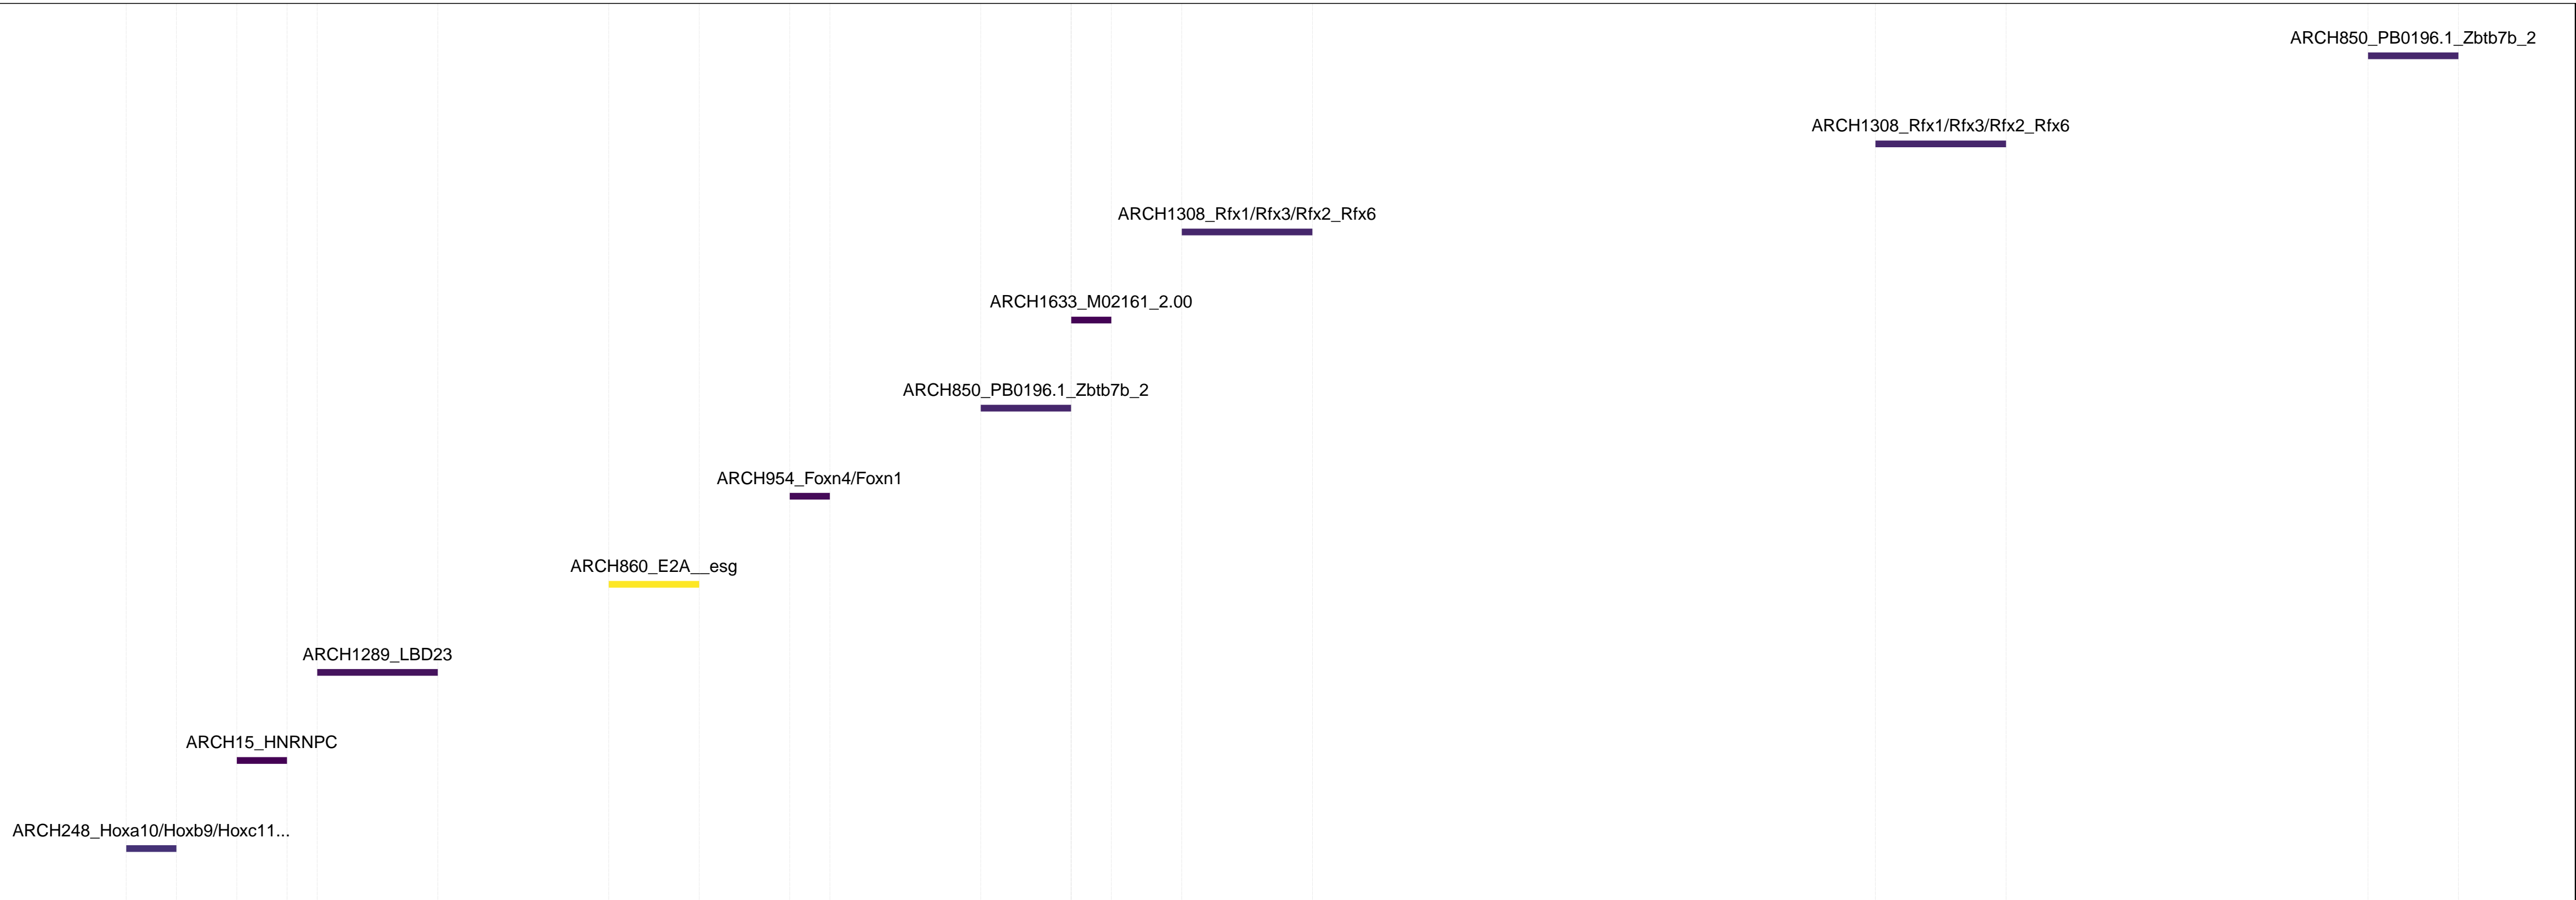 ARCH850_PB0196.1_Zbtb7b_2
ARCH1308_Rfx1/Rfx3/Rfx2_Rfx6
ARCH1308_Rfx1/Rfx3/Rfx2_Rfx6
ARCH1633_M02161_2.00
ARCH850_PB0196.1_Zbtb7b_2
ARCH954_Foxn4/Foxn1
ARCH860_E2A__esg
ARCH1289_LBD23
ARCH15_HNRNPC
ARCH248_Hoxa10/Hoxb9/Hoxc11...